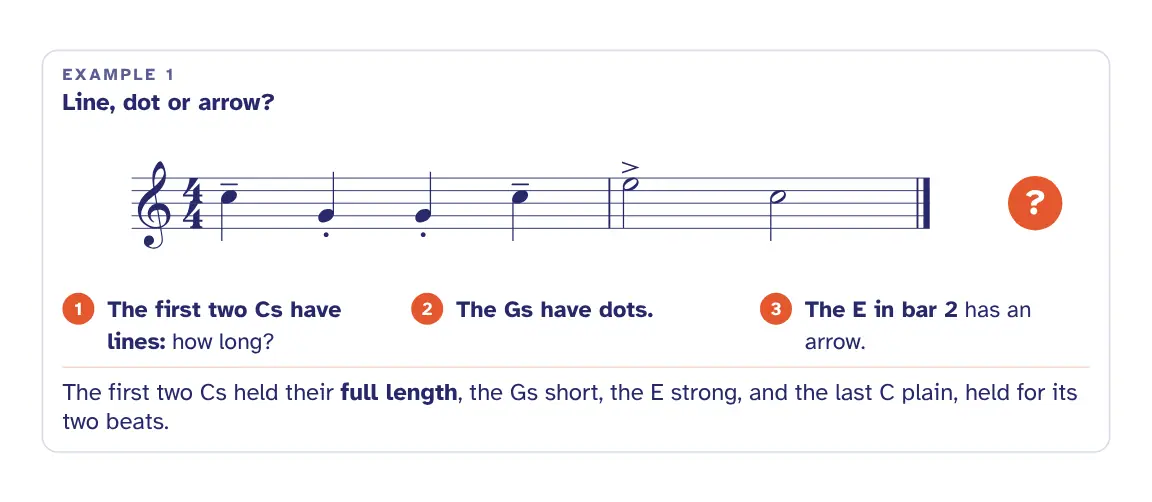 EXAMPLE 1
Line, dot or arrow?
4
4
?
1 The first two Cs have
lines: how long?
2 The Gs have dots.
3 The E in bar 2 has an
arrow.
The first two Cs held their full length, the Gs short, the E strong, and the last C plain, held for its
two beats.